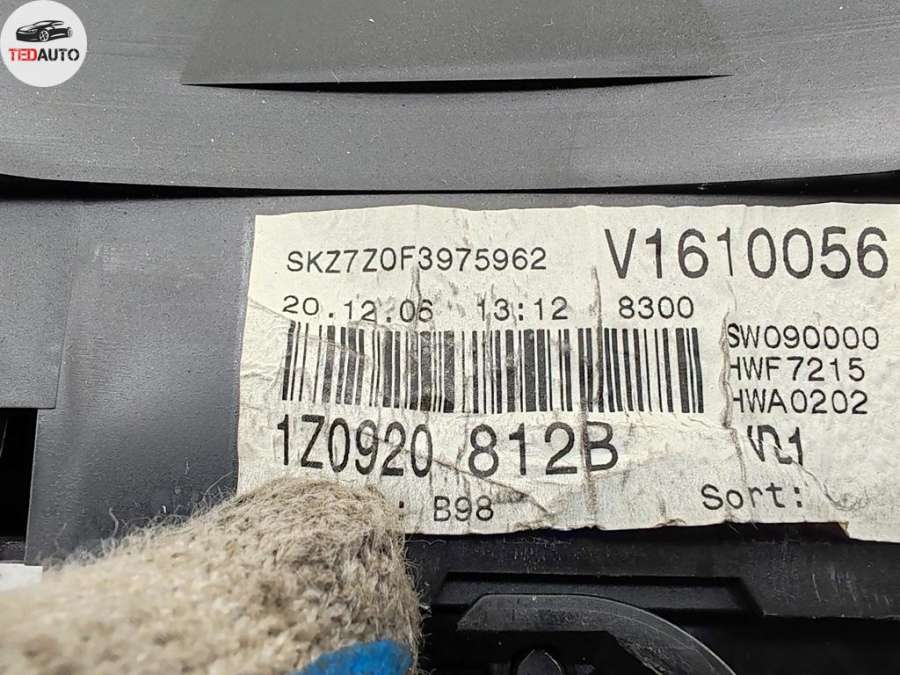 TEDAUTO
SKZ7Z0F3975962 V1610056
20.12.06 13:12 8300
SW090000
HWF7215
HWA0202
1Z0920 812B
: B98 Sort: